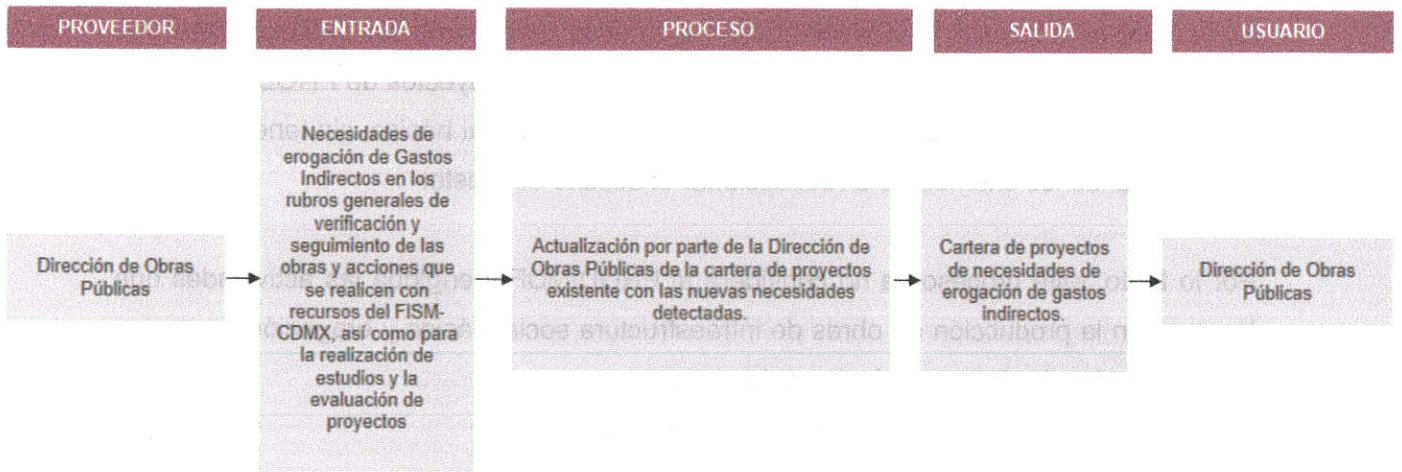 PROVEEDOR
ENTRADA
PROCESO
SALIDA
USUARIO
Dirección de Obras
Públicas
Necesidades de
erogación de Gastos
Indirectos en los
rubros generales de
verificación y
seguimiento de las
obras y acciones que
se realicen con
recursos del FISM-
CDMX, así como para
la realización de
estudios y la
evaluación de
proyectos
Actualización por parte de la Dirección de
Obras Públicas de la cartera de proyectos
existente con las nuevas necesidades
detectadas.
Cartera de proyectos
de necesidades de
erogación de gastos
indirectos.
Dirección de Obras
Públicas